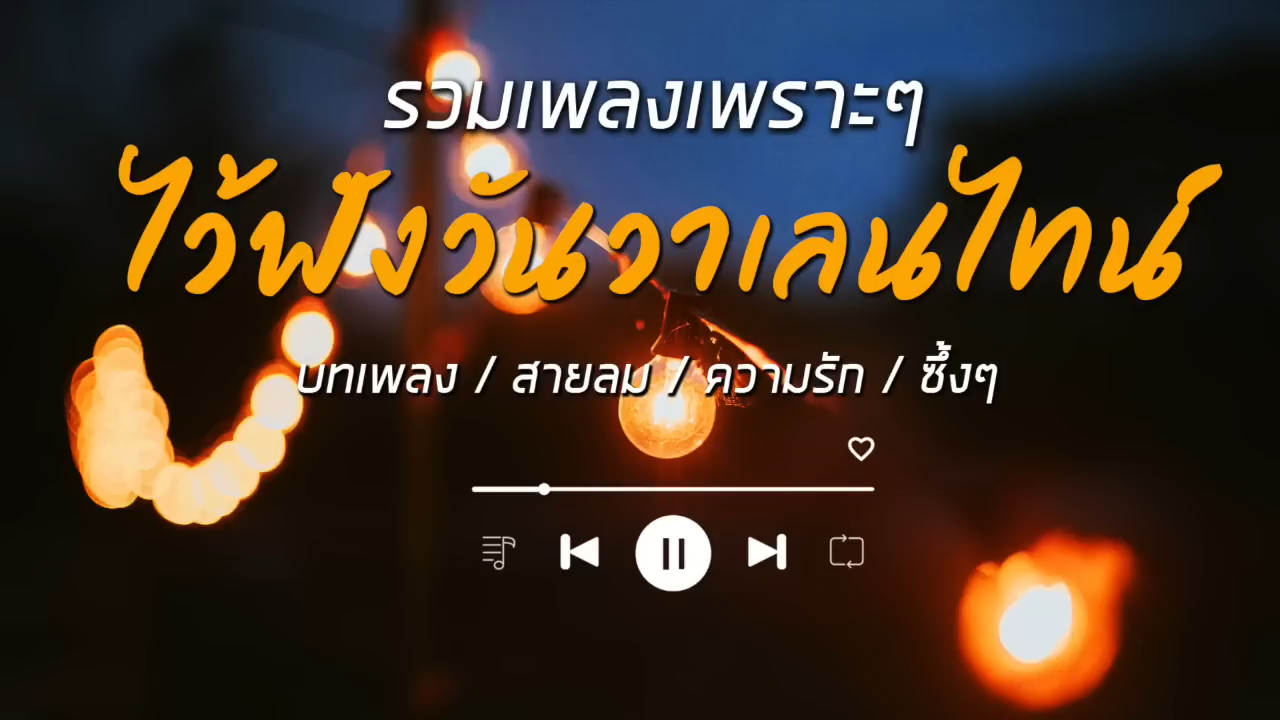 รวมเพลงเพราะๆ
ไว้ฟังวันวาเลนไทน์
บทเพลง / สายลม / ความรัก / ซึ้งๆ